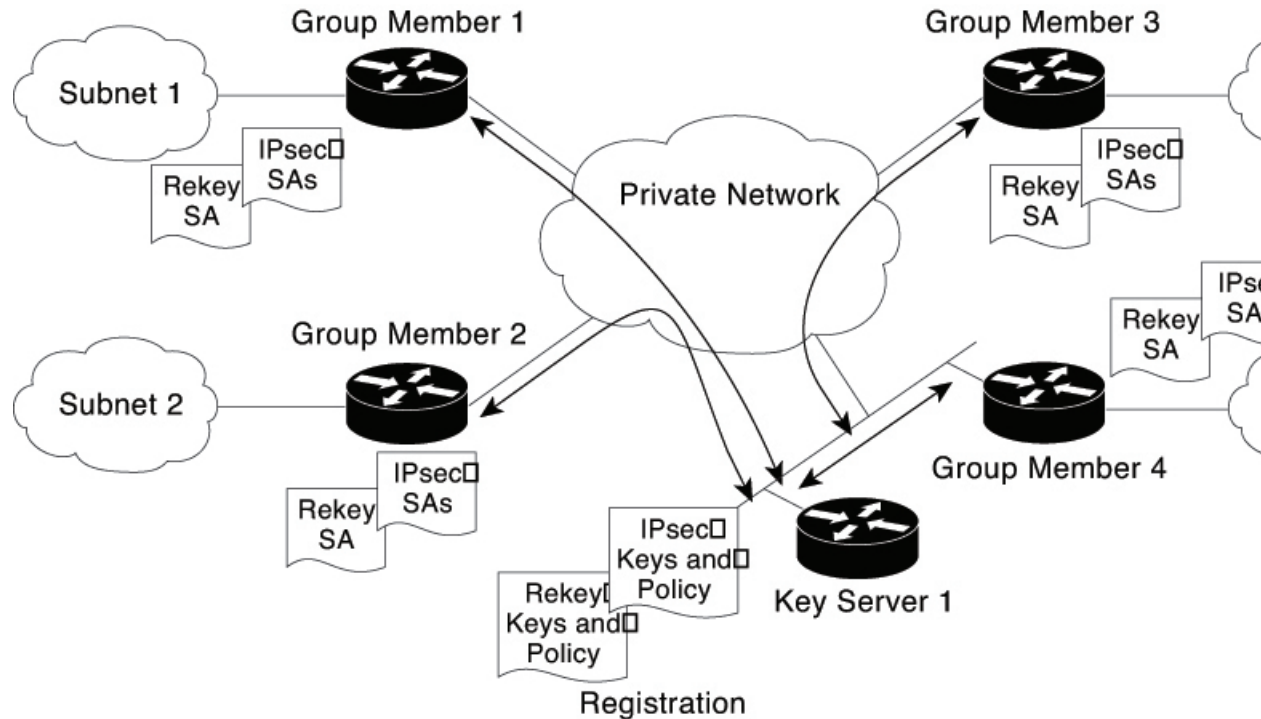 Group Member 1
Group Member 3
Subnet 1
IPsec
SAs
Rekey
SA
Private Network
IPsec
SAs
Rekey
SA
Group Member 2
Subnet 2
IPsec
SAs
Rekey
SA
Rekey
SA
Group Member 4
IPsec
Keys and
Policy
Rekey
Keys and
Policy
Key Server 1
Registration